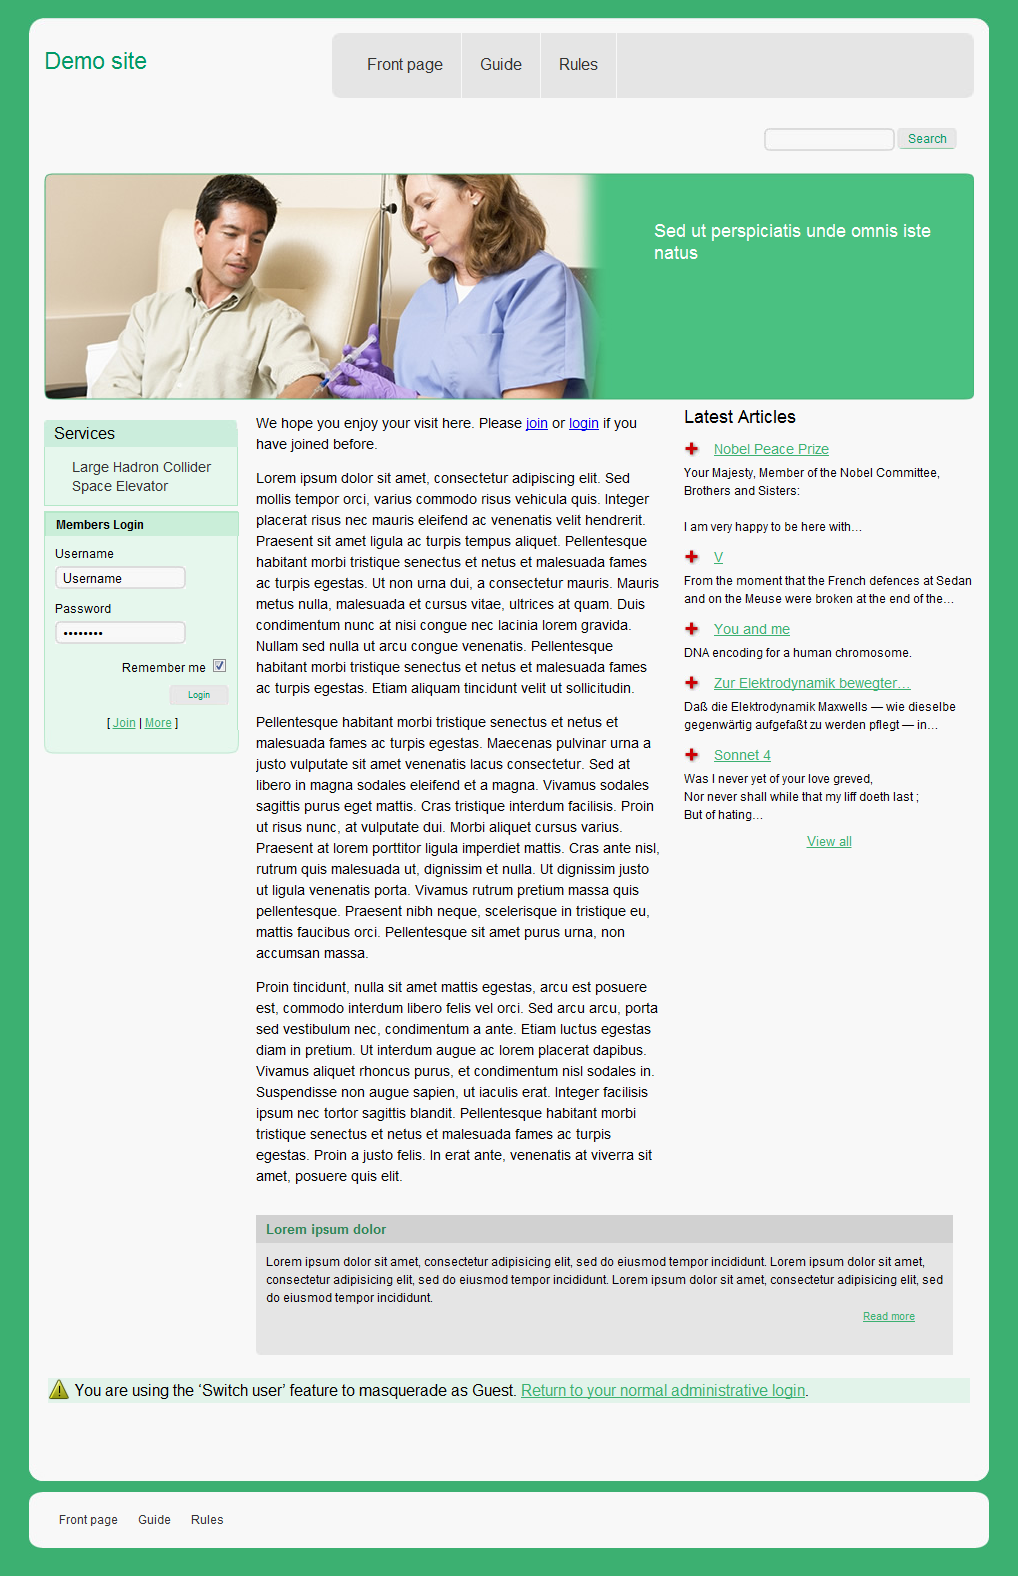 Demo site
Front page
Guide
Rules
Search
Sed ut perspiciatis unde omnis iste
natus
Services
Large Hadron Collider
Space Elevator
Members Login
Username
Username
Password
••••••••
Remember me
Login
[ Join | More ]
We hope you enjoy your visit here. Please join or login if you
have joined before.
Lorem ipsum dolor sit amet, consectetur adipiscing elit. Sed
mollis tempor orci, varius commodo risus vehicula quis. Integer
placerat risus nec mauris eleifend ac venenatis velit hendrerit.
Praesent sit amet ligula ac turpis tempus aliquet. Pellentesque
habitant morbi tristique senectus et netus et malesuada fames
ac turpis egestas. Ut non urna dui, a consectetur mauris. Mauris
metus nulla, malesuada et cursus vitae, ultrices at quam. Duis
condimentum nunc at nisi congue nec lacinia lorem gravida.
Nullam sed nulla ut arcu congue venenatis. Pellentesque
habitant morbi tristique senectus et netus et malesuada fames
ac turpis egestas. Etiam aliquam tincidunt velit ut sollicitudin.
Pellentesque habitant morbi tristique senectus et netus et
malesuada fames ac turpis egestas. Maecenas pulvinar urna a
justo vulputate sit amet venenatis lacus consectetur. Sed at
libero in magna sodales eleifend et a magna. Vivamus sodales
sagittis purus eget mattis. Cras tristique interdum facilisis. Proin
ut risus nunc, at vulputate dui. Morbi aliquet cursus varius.
Praesent at lorem porttitor ligula imperdiet mattis. Cras ante nisl,
rutrum quis malesuada ut, dignissim et nulla. Ut dignissim justo
ut ligula venenatis porta. Vivamus rutrum pretium massa quis
pellentesque. Praesent nibh neque, scelerisque in tristique eu,
mattis faucibus orci. Pellentesque sit amet purus urna, non
accumsan massa.
Proin tincidunt, nulla sit amet mattis egestas, arcu est posuere
est, commodo interdum libero felis vel orci. Sed arcu arcu, porta
sed vestibulum nec, condimentum a ante. Etiam luctus egestas
diam in pretium. Ut interdum augue ac lorem placerat dapibus.
Vivamus aliquet rhoncus purus, et condimentum nisl sodales in.
Suspendisse non augue sapien, ut iaculis erat. Integer facilisis
ipsum nec tortor sagittis blandit. Pellentesque habitant morbi
tristique senectus et netus et malesuada fames ac turpis
egestas. Proin a justo felis. In erat ante, venenatis at viverra sit
amet, posuere quis elit.
Latest Articles
Nobel Peace Prize
Your Majesty, Member of the Nobel Committee,
Brothers and Sisters:
I am very happy to be here with…
V
From the moment that the French defences at Sedan
and on the Meuse were broken at the end of the…
You and me
DNA encoding for a human chromosome.
Zur Elektrodynamik bewegter…
Daß die Elektrodynamik Maxwells — wie dieselbe
gegenwärtig aufgefaßt zu werden pflegt — in…
Sonnet 4
Was I never yet of your love greved,
Nor never shall while that my liff doeth last ;
But of hating…
View all
Lorem ipsum dolor
Lorem ipsum dolor sit amet, consectetur adipisicing elit, sed do eiusmod tempor incididunt. Lorem ipsum dolor sit amet,
consectetur adipisicing elit, sed do eiusmod tempor incididunt. Lorem ipsum dolor sit amet, consectetur adipisicing elit, sed
do eiusmod tempor incididunt.
Read more
You are using the ‘Switch user’ feature to masquerade as Guest. Return to your normal administrative login.
Front page
Guide
Rules